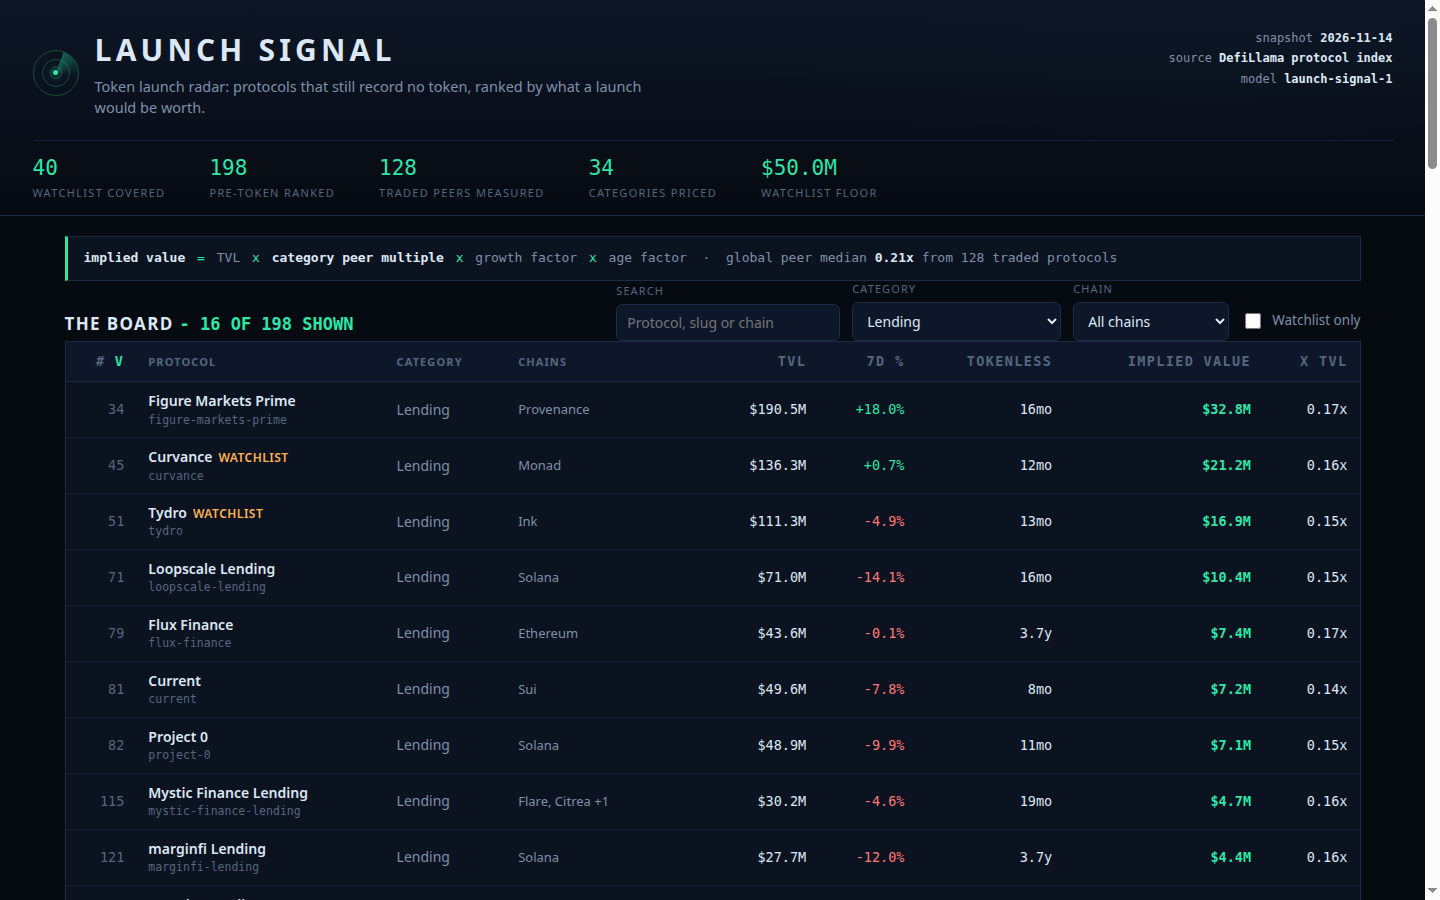 LAUNCH SIGNAL
Token launch radar: protocols that still record no token, ranked by what a launch
would be worth.
snapshot 2026-11-14
source DefiLlama protocol index
model launch-signal-1
40
WATCHLIST COVERED
198
PRE-TOKEN RANKED
128
TRADED PEERS MEASURED
34
CATEGORIES PRICED
$50.0M
WATCHLIST FLOOR
implied value = TVL x category peer multiple x growth factor x age factor · global peer median 0.21x from 128 traded protocols
THE BOARD - 16 OF 198 SHOWN
SEARCH
Protocol, slug or chain
CATEGORY
Lending
CHAIN
All chains
Watchlist only
# V PROTOCOL CATEGORY CHAINS TVL 7D % TOKENLESS IMPLIED VALUE X TVL
34 Figure Markets Prime Lending Provenance $190.5M +18.0% 16mo $32.8M 0.17x
figure-markets-prime
45 Curvance WATCHLIST Lending Monad $136.3M +0.7% 12mo $21.2M 0.16x
curvance
51 Tydro WATCHLIST Lending Ink $111.3M -4.9% 13mo $16.9M 0.15x
tydro
71 Loopscale Lending Lending Solana $71.0M -14.1% 16mo $10.4M 0.15x
loopscale-lending
79 Flux Finance Lending Ethereum $43.6M -0.1% 3.7y $7.4M 0.17x
flux-finance
81 Current Lending Sui $49.6M -7.8% 8mo $7.2M 0.14x
current
82 Project 0 Lending Solana $48.9M -9.9% 11mo $7.1M 0.15x
project-0
115 Mystic Finance Lending Lending Flare, Citrea +1 $30.2M -4.6% 19mo $4.7M 0.16x
mystic-finance-lending
121 marginfi Lending Lending Solana $27.7M -12.0% 3.7y $4.4M 0.16x
marginfi-lending